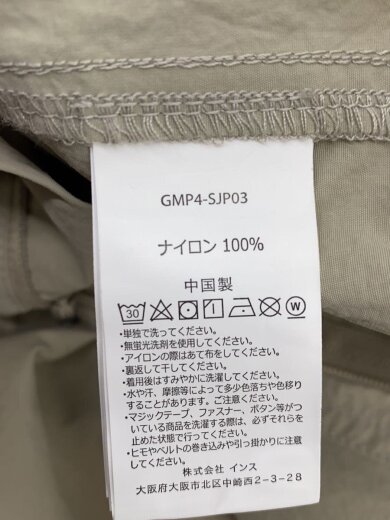 GMP4-SJP03
ナイロン 100%
中国製
30 W
•単独で洗ってください。
•無蛍光洗剤を使用してください。
•アイロンの際はあて布をしてください。
•裏返して干してください。
•着用後はすみやかに洗濯してください。
•水や汗、摩擦等によって多少色落ちや色移り
することがあります。ご注意ください。
•マジックテープ、ファスナー、ボタン等がつ
いている商品を洗濯する際は、必ずそれらを
止めた状態で行ってください。
•ヒモやベルトの巻き込みや引っ掛かりに注意
してください。
株式会社 インス
大阪府大阪市北区中崎西2-3-28